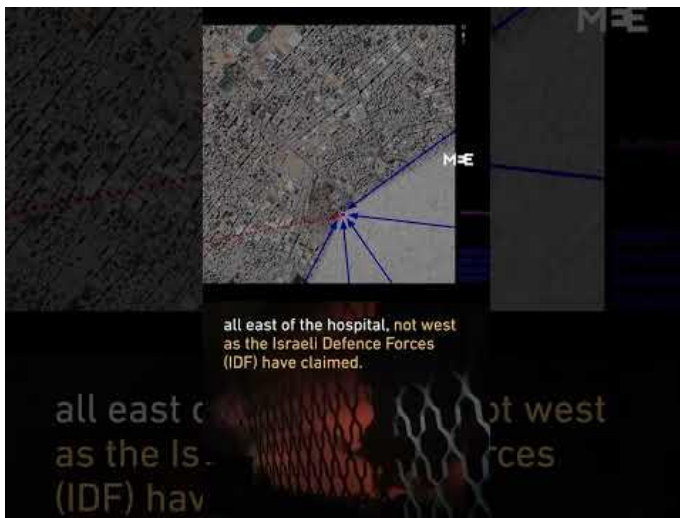 MEE
MEE
all east of the hospital, not west
as the Israeli Defence Forces
(IDF) have claimed.
all east
ot west
as the Is
rces
(IDF) hav